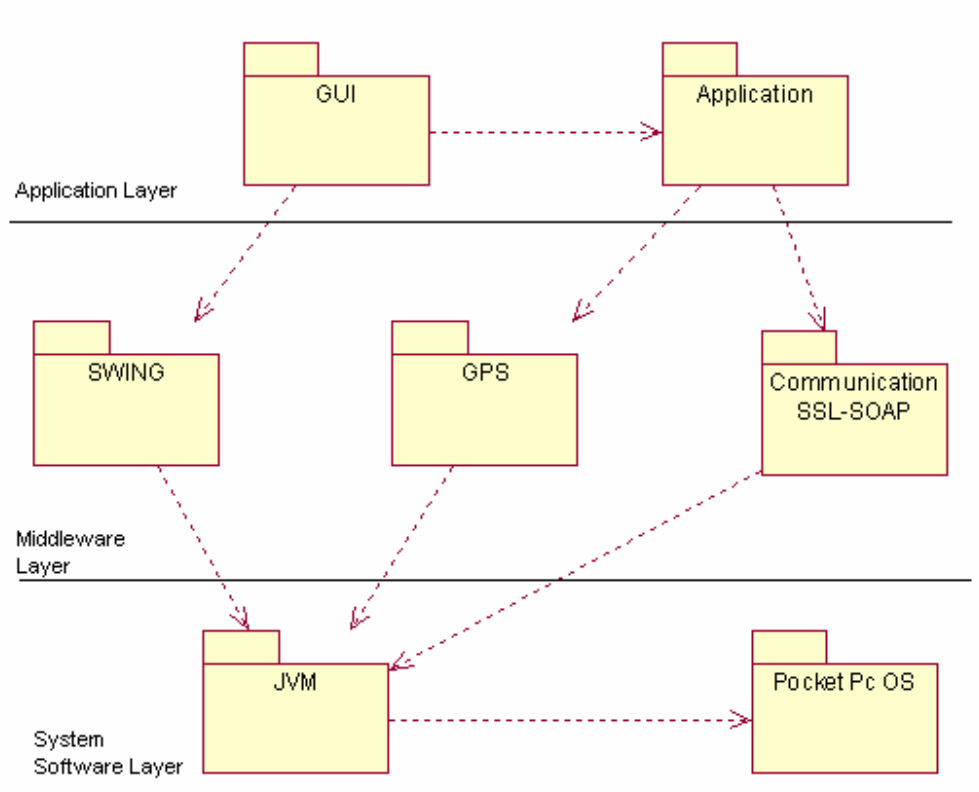 GUI
Application
Application Layer
SWING
GPS
Communication
SSL-SOAP
Middleware
Layer
JVM
Pocket Pc OS
System
Software Layer